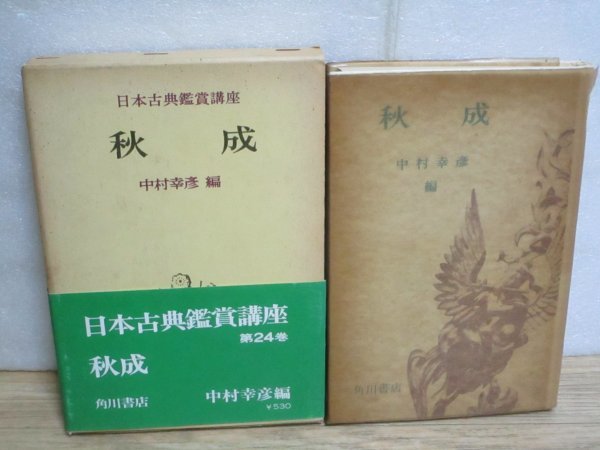 日本古典鑑賞講座
秋成
中村幸彦 編
日本古典鑑賞講座
第24巻
秋成
角川書店
中村幸彦編
¥530
秋成
中村幸彦
編
角川書店